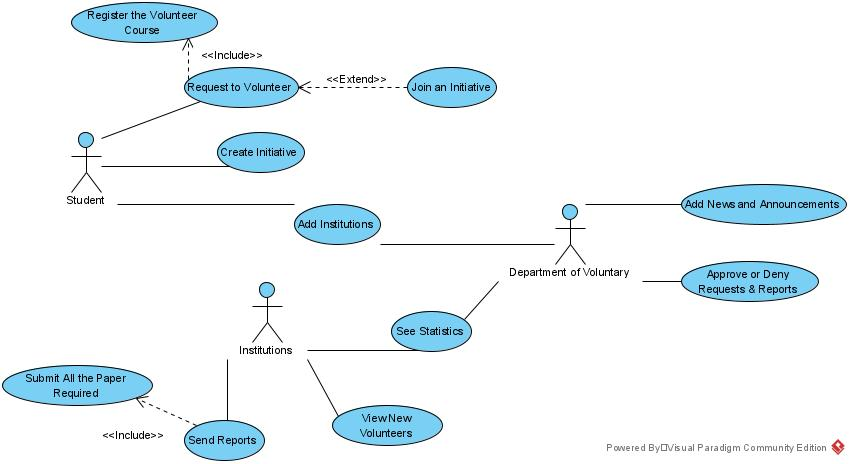 Register the Volunteer
Course
<<Include>>
Request to Volunteer
<<Extend>>
Join an Initiative
Create Initiative
Student
Add Institutions
Add News and Announcements
Department of Voluntary
Approve or Deny
Requests & Reports
See Statistics
Institutions
Submit All the Paper
Required
<<Include>>
Send Reports
View New
Volunteers
Powered By□Visual Paradigm Community Edition